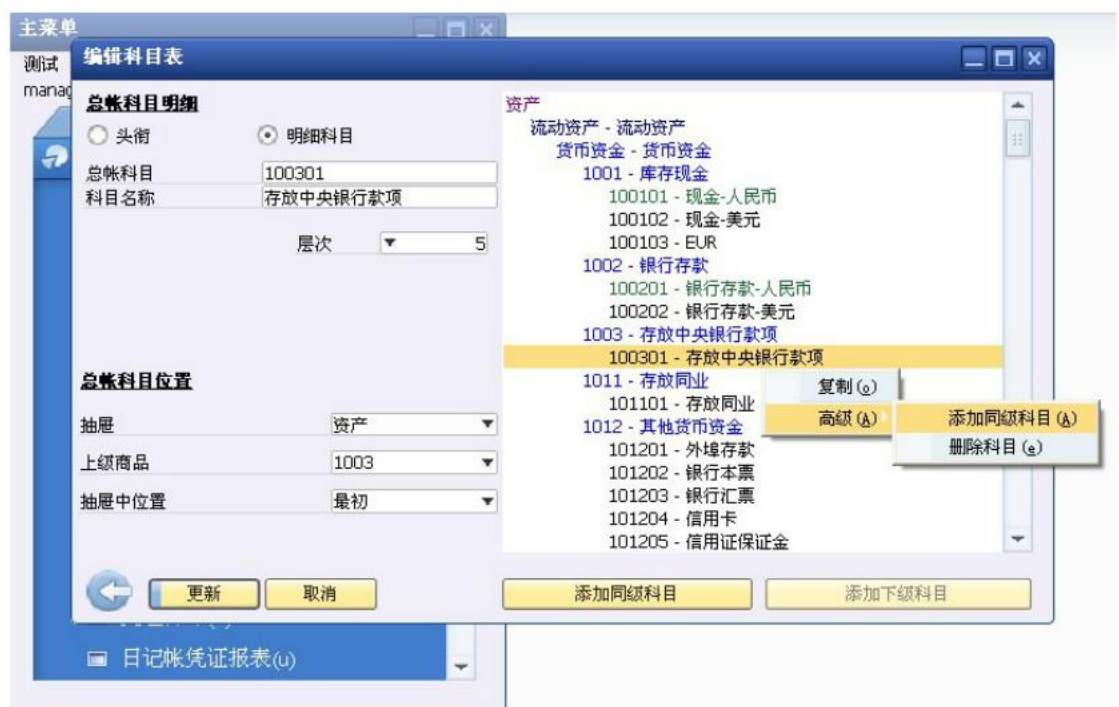 主菜单
编辑科目表
测试
manag
总帐科目明细
头衔
明细科目
总帐科目
100301
科目名称
存放中央银行款项
层次
5
总帐科目位置
抽屉
资产
上级商品
1003
抽屉中位置
最初
资产
流动资产 - 流动资产
货币资金 - 货币资金
1001 - 库存现金
100101 - 现金-人民币
100102 - 现金-美元
100103 - EUR
1002 - 银行存款
100201 - 银行存款-人民币
100202 - 银行存款-美元
1003 - 存放中央银行款项
100301 - 存放中央银行款项
1011 - 存放同业
101101 - 存放同业
1012 - 其他货币资金
101201 - 外埠存款
101202 - 银行本票
101203 - 银行汇票
101204 - 信用卡
101205 - 信用证保证金
复制(o)
高级(A)
添加同级科目(A)
删除科目(e)
更新
取消
添加同级科目
添加下级科目
日记帐凭证报表(u)